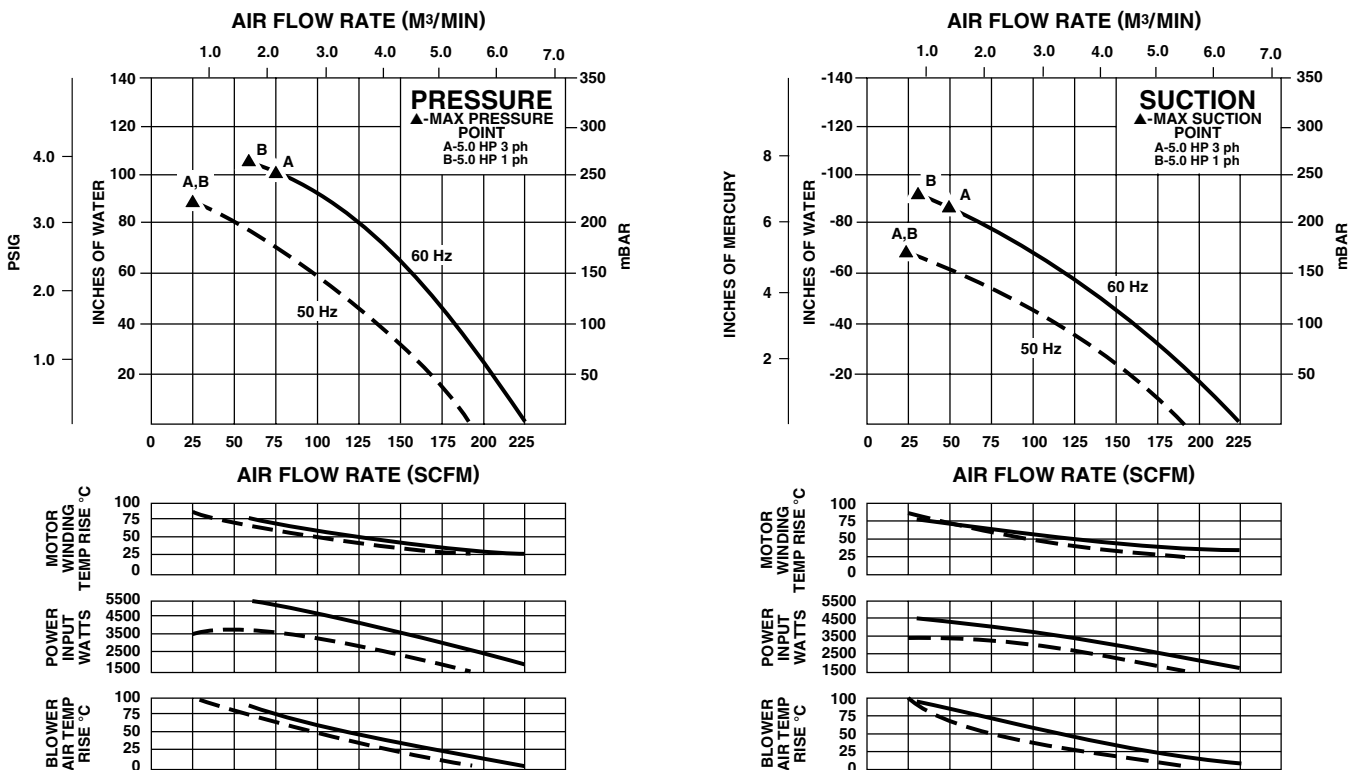 AIR FLOW RATE (M3/MIN)
1.0 2.0 3.0 4.0 5.0 6.0 7.0
PSIG
4.0
3.0
2.0
1.0
INCHES OF WATER
140
120
100
80
60
40
20
PRESSURE
▲-MAX PRESSURE
POINT
A-5.0 HP 3 ph
B-5.0 HP 1 ph
B
A
A,B
60 Hz
50 Hz
350
300
250
200
150
100
50
mBAR
0 25 50 75 100 125 150 175 200 225
AIR FLOW RATE (SCFM)
MOTOR
WINDING
TEMP RISE °C
100
75
50
25
0
POWER
INPUT
WATTS
5500
4500
3500
2500
1500
BLOWER
AIR TEMP
RISE °C
100
75
50
25
0
AIR FLOW RATE (M3/MIN)
1.0 2.0 3.0 4.0 5.0 6.0 7.0
INCHES OF MERCURY
8
6
4
2
INCHES OF WATER
-140
-120
-100
-80
-60
-40
-20
SUCTION
▲-MAX SUCTION
POINT
A-5.0 HP 3 ph
B-5.0 HP 1 ph
B
A
A,B
60 Hz
50 Hz
350
300
250
200
150
100
50
mBAR
0 25 50 75 100 125 150 175 200 225
AIR FLOW RATE (SCFM)
MOTOR
WINDING
TEMP RISE °C
100
75
50
25
0
POWER
INPUT
WATTS
5500
4500
3500
2500
1500
BLOWER
AIR TEMP
RISE °C
100
75
50
25
0